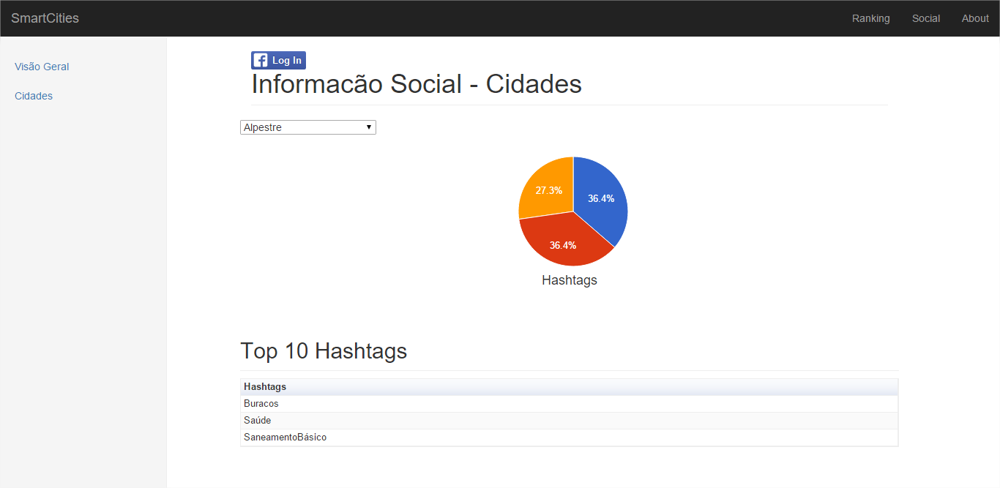 SmartCities
Ranking Social About
Visão Geral
Cidades
Log In
Informacão Social - Cidades
Alpestre
27.3%
36.4%
36.4%
Hashtags
Top 10 Hashtags
Hashtags
Buracos
Saúde
SaneamentoBásico